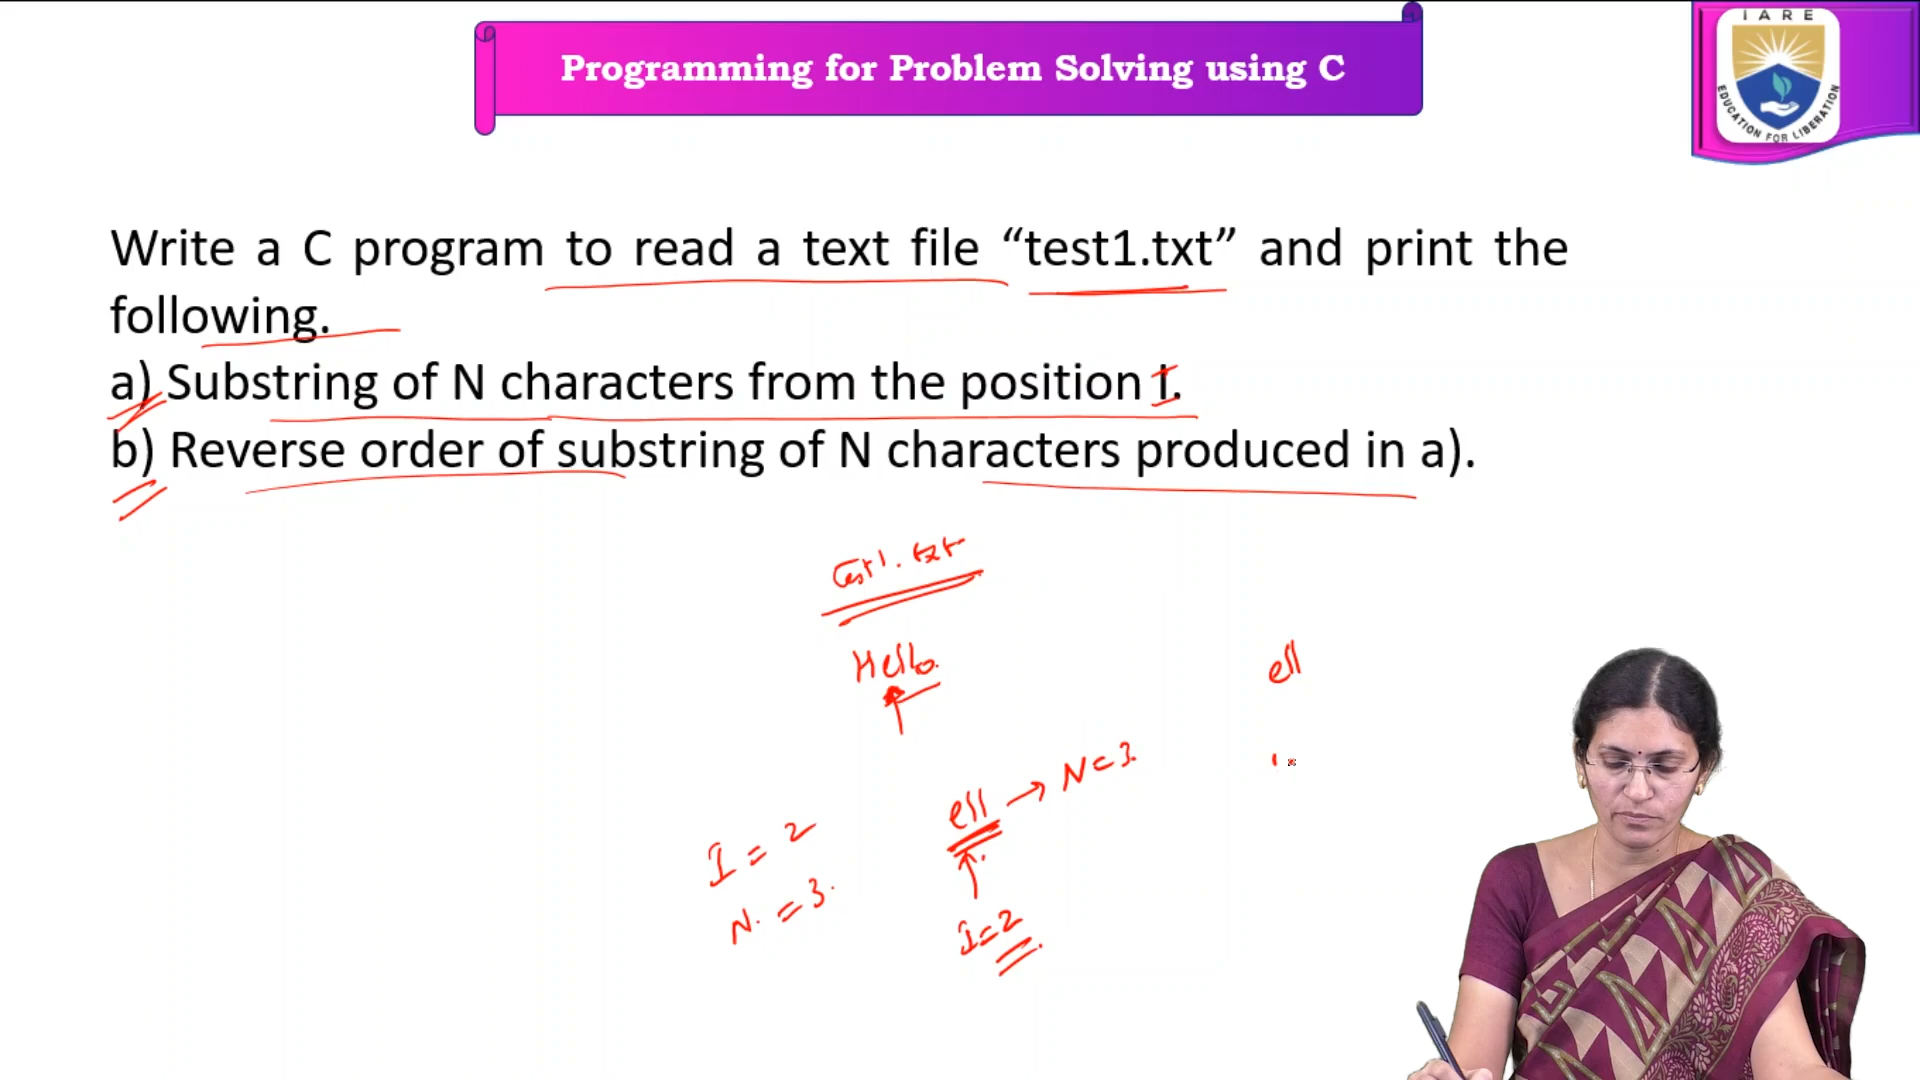 Programming for Problem Solving using C
IARE
EDUCATION FOR LIBERATION
Write a C program to read a text file “test1.txt” and print the
following.
a) Substring of N characters from the position I.
b) Reverse order of substring of N characters produced in a).
Test1.txt
Hello.
ell
ell → N=3.
I=2
N.=3.
I=2